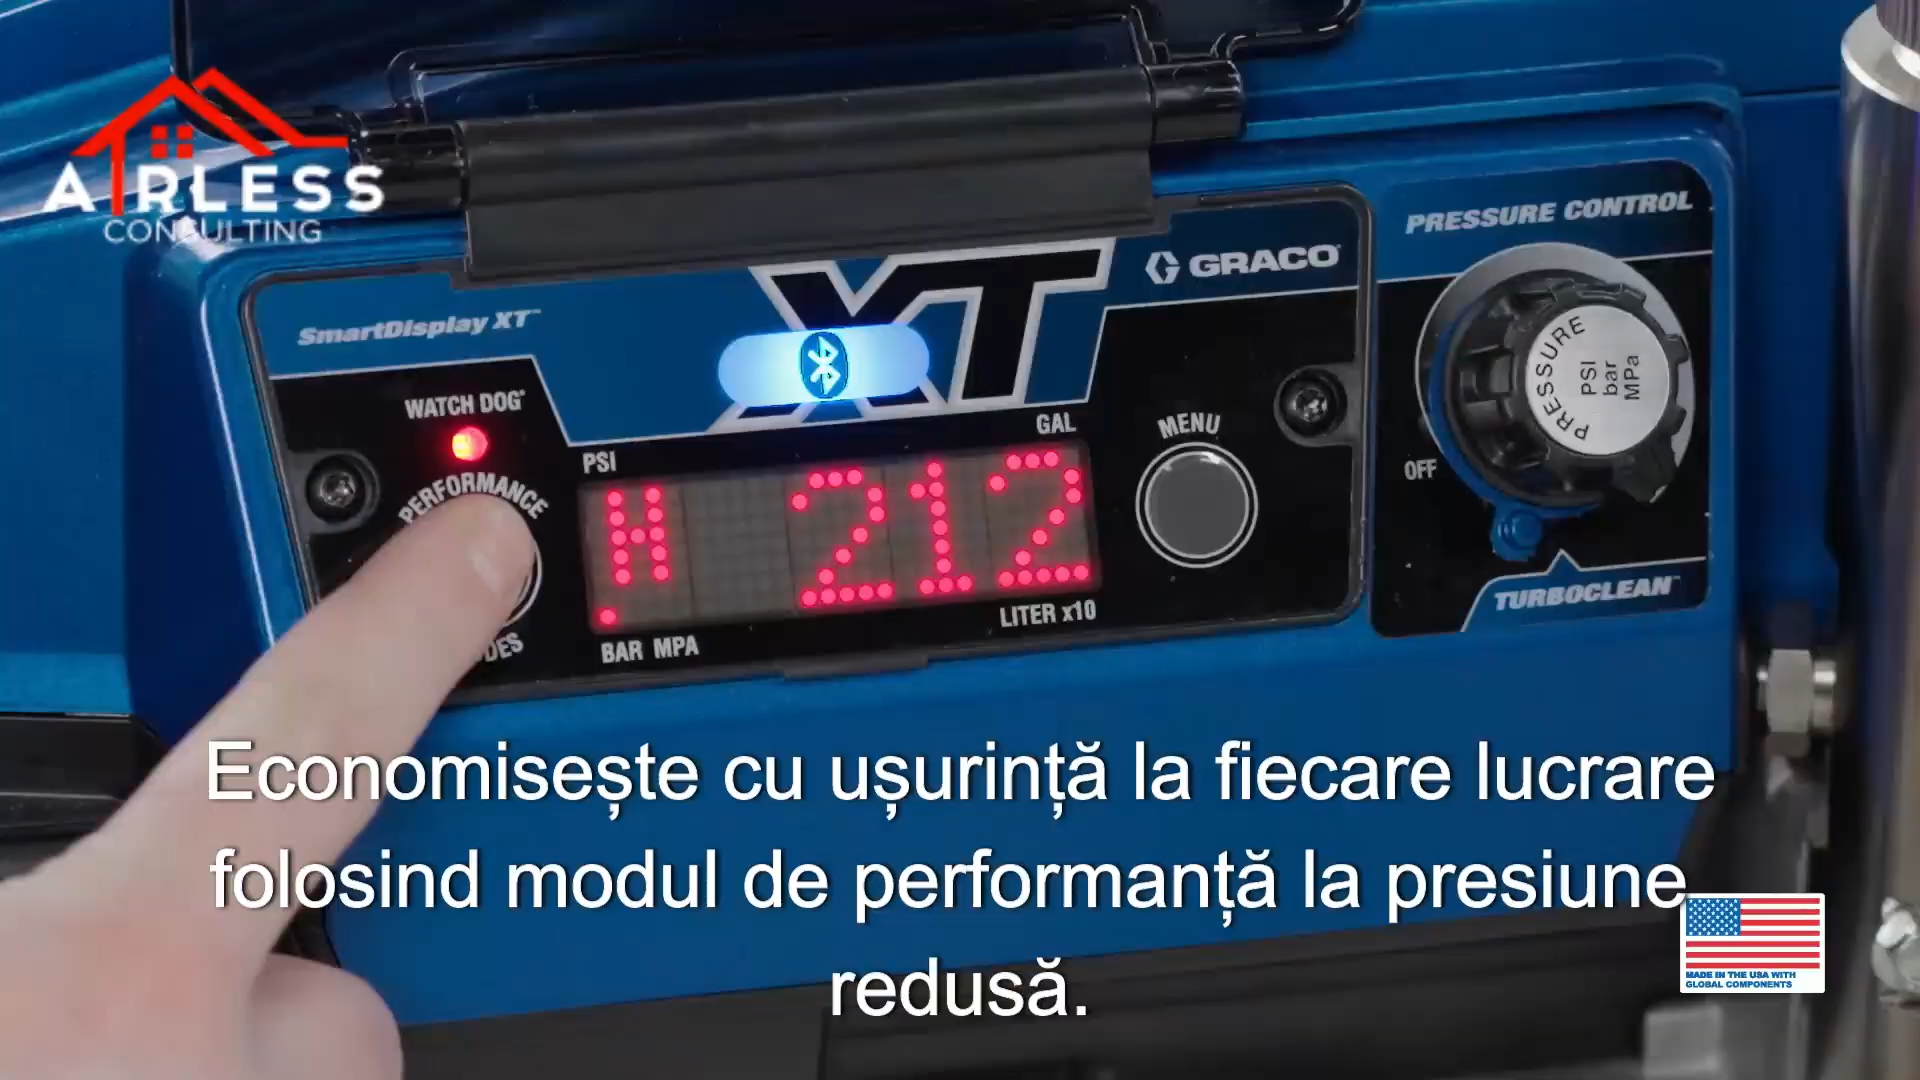 AIRLESS
CONSULTING
PRESSURE CONTROL
GRACO
XT
SmartDisplay XT™
PRESSURE
PSI
bar
MPa
WATCH DOG®
GAL
MENU
OFF
PSI
PERFORMANCE
212
LITER x10
TURBOCLEAN™
BAR MPA
Economisește cu ușurință la fiecare lucrare
folosind modul de performanță la presiune
redusă.
MADE IN THE USA WITH
GLOBAL COMPONENTS